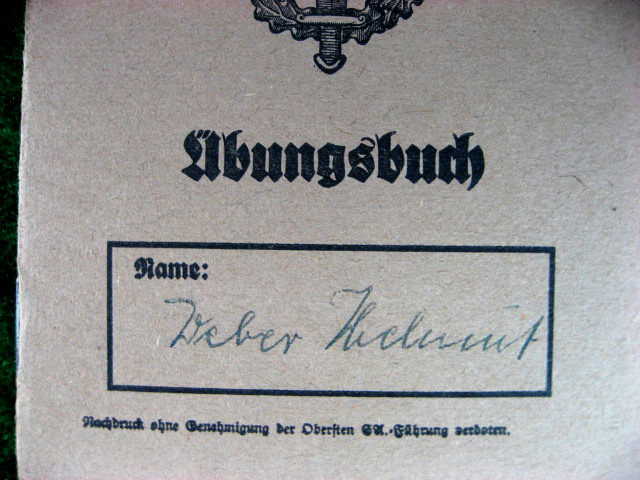 Übungsbuch
Name:
Weber Helmut
Nachdruck ohne Genehmigung der Obersten SA.-Führung verboten.